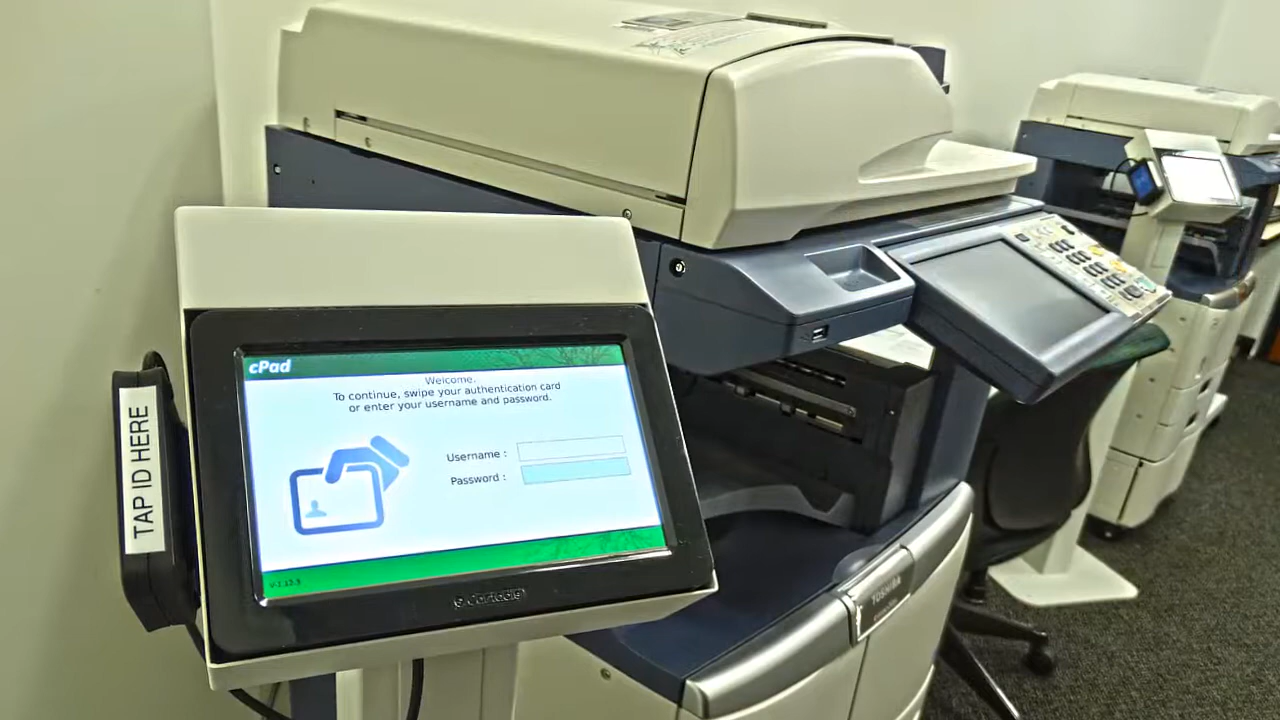 cPad
Welcome.
To continue, swipe your authentication card
or enter your username and password.
Username :
Password :
TAP ID HERE
TOSHIBA